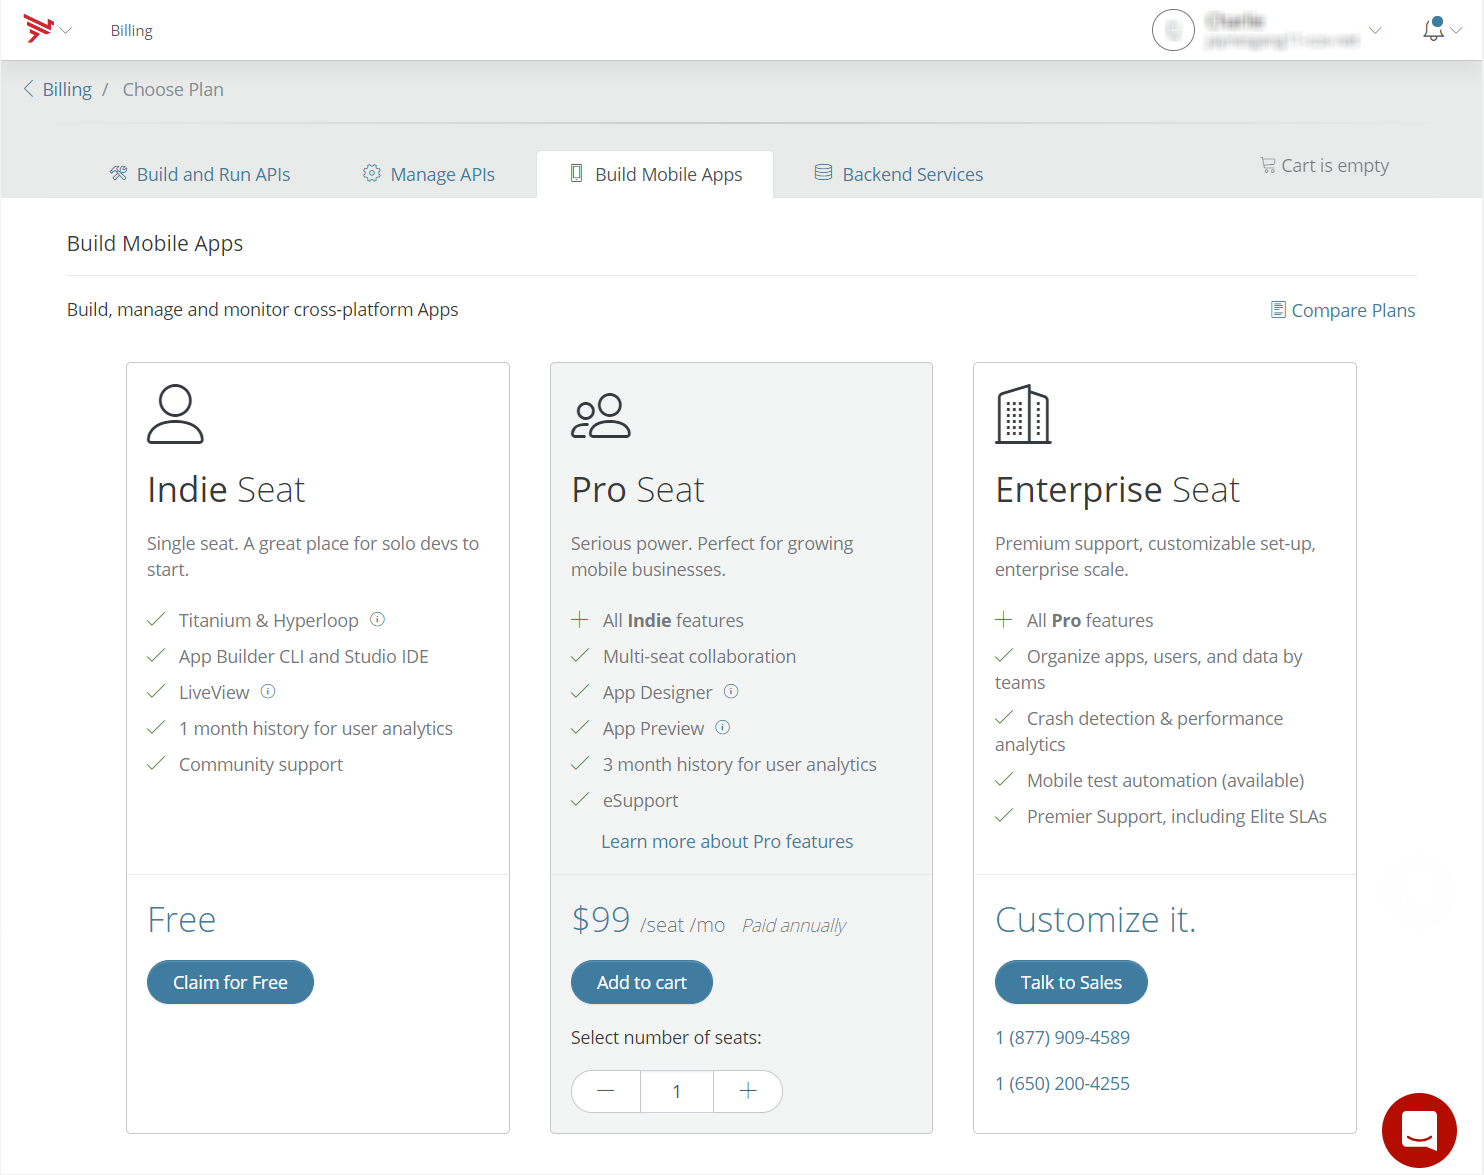 Billing
Billing / Choose Plan
Build and Run APIs
Manage APIs
Build Mobile Apps
Backend Services
Cart is empty
Build Mobile Apps
Build, manage and monitor cross-platform Apps
Compare Plans
Indie Seat
Single seat. A great place for solo devs to
start.
Titanium & Hyperloop
App Builder CLI and Studio IDE
LiveView
1 month history for user analytics
Community support
Free
Claim for Free
Pro Seat
Serious power. Perfect for growing
mobile businesses.
All Indie features
Multi-seat collaboration
App Designer
App Preview
3 month history for user analytics
eSupport
Learn more about Pro features
$99 /seat /mo Paid annually
Add to cart
Select number of seats:
1
Enterprise Seat
Premium support, customizable set-up,
enterprise scale.
All Pro features
Organize apps, users, and data by
teams
Crash detection & performance
analytics
Mobile test automation (available)
Premier Support, including Elite SLAs
Customize it.
Talk to Sales
1 (877) 909-4589
1 (650) 200-4255